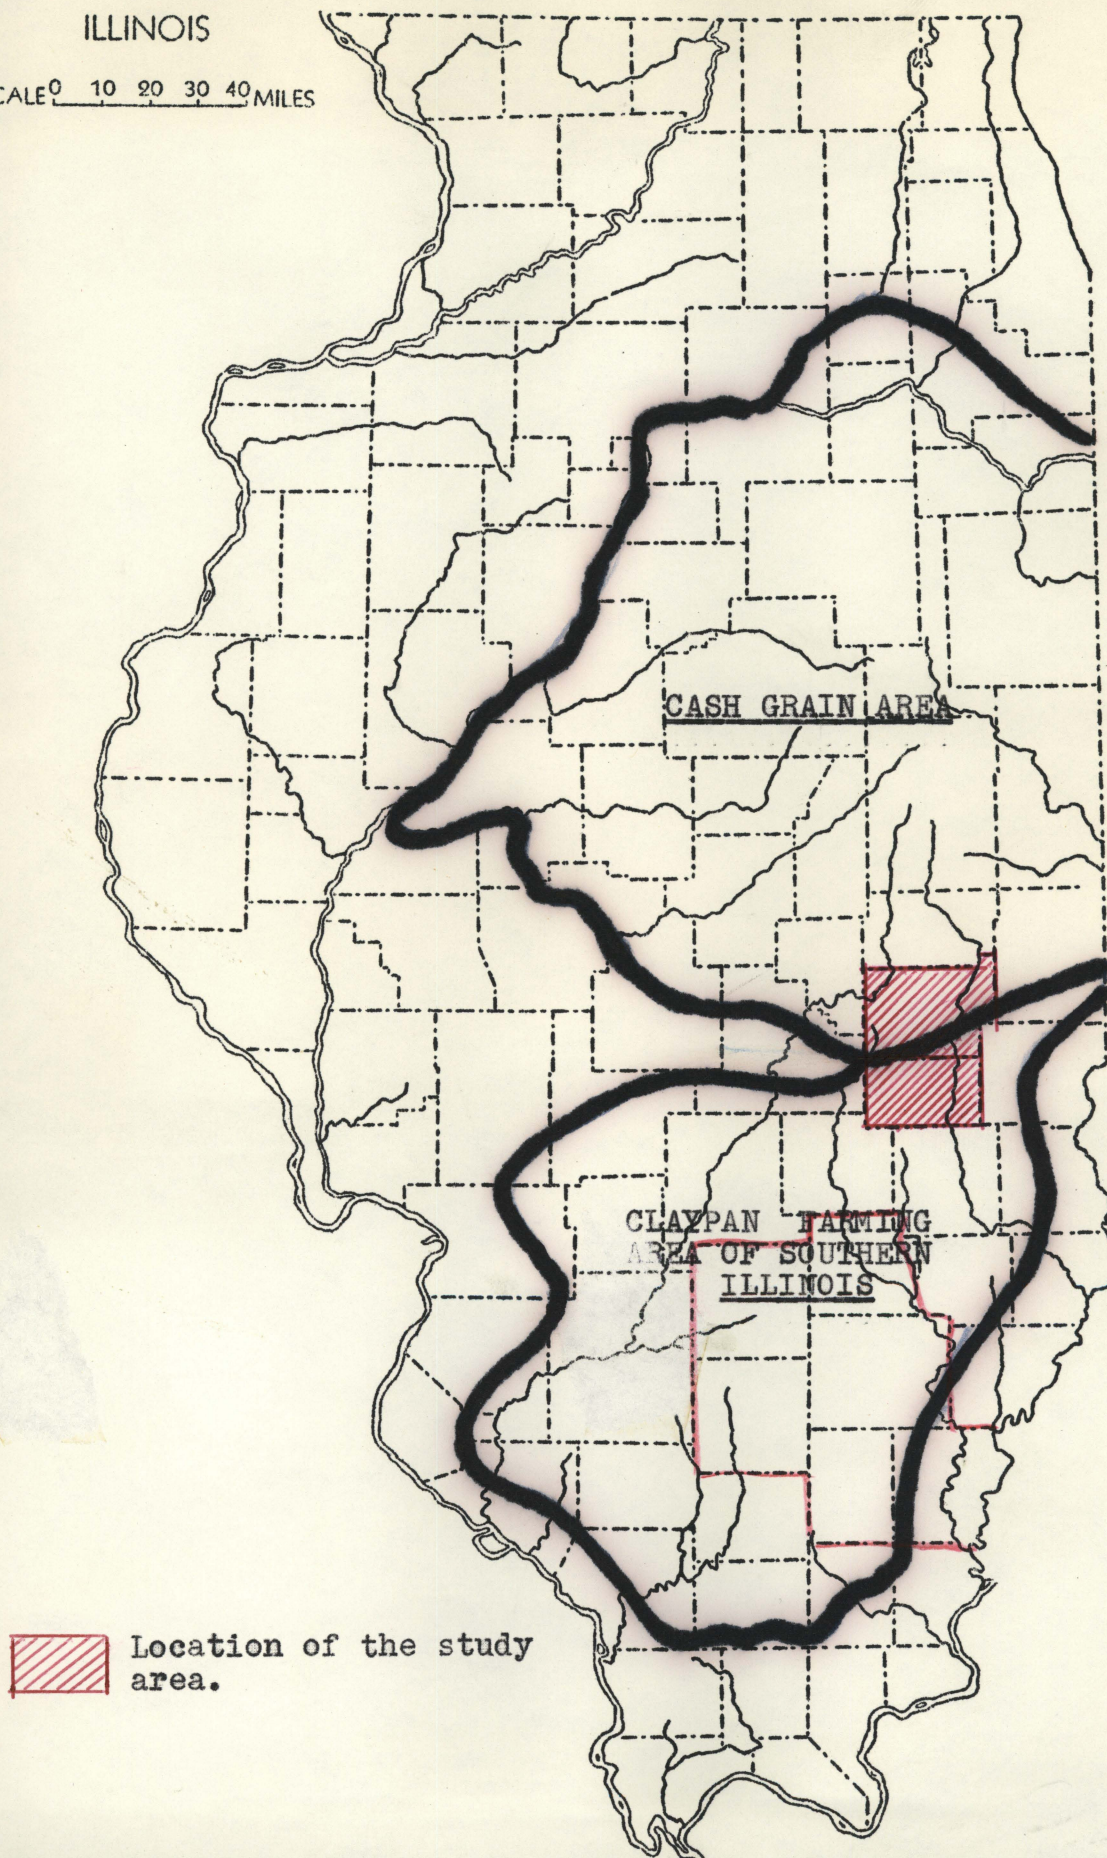 ILLINOIS
CALE 0 10 20 30 40 MILES
CASH GRAIN AREA
CLAYPAN FARMING
AREA OF SOUTHERN
ILLINOIS
Location of the study
area.